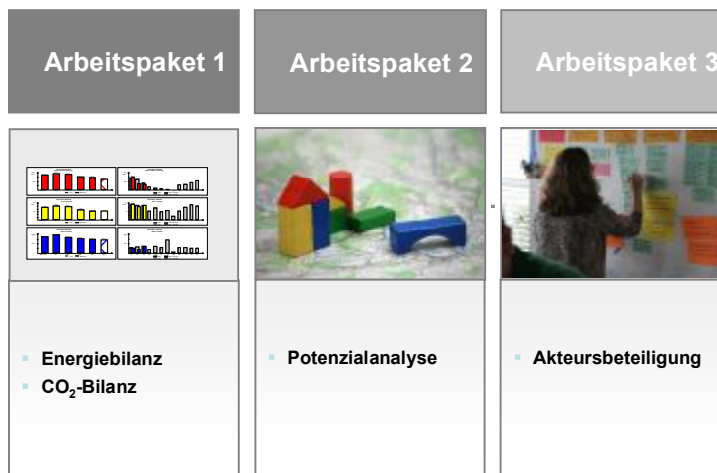 Arbeitspaket 1
Arbeitspaket 2
Arbeitspaket 3
Energiebilanz
CO₂-Bilanz
Potenzialanalyse
Akteursbeteiligung